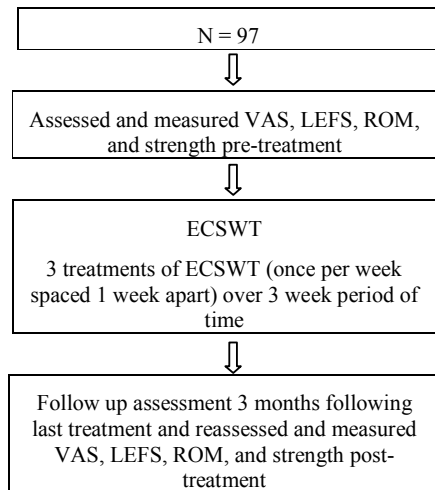 N = 97
Assessed and measured VAS, LEFS, ROM,
and strength pre-treatment
ECSWT
3 treatments of ECSWT (once per week
spaced 1 week apart) over 3 week period of
time
Follow up assessment 3 months following
last treatment and reassessed and measured
VAS, LEFS, ROM, and strength post-
treatment